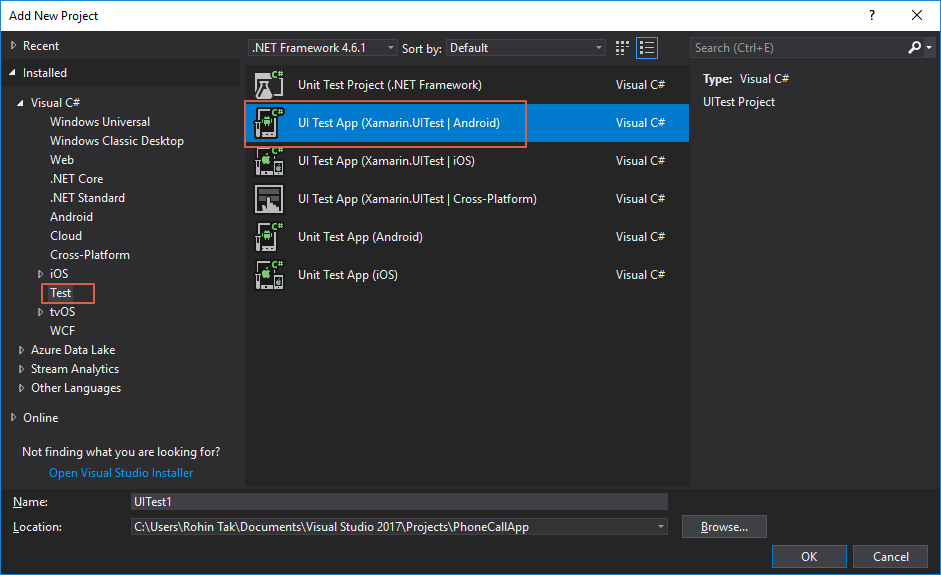 Add New Project
?
Recent
.NET Framework 4.6.1
Sort by: Default
Search (Ctrl+E)
Installed
Visual C#
Windows Universal
Windows Classic Desktop
Web
.NET Core
.NET Standard
Android
Cloud
Cross-Platform
iOS
Test
tvOS
WCF
Azure Data Lake
Stream Analytics
Other Languages
Online
Not finding what you are looking for?
Open Visual Studio Installer
C# Unit Test Project (.NET Framework) Visual C#
C# UI Test App (Xamarin.UITest | Android) Visual C#
C# UI Test App (Xamarin.UITest | iOS) Visual C#
UI Test App (Xamarin.UITest | Cross-Platform) Visual C#
C# Unit Test App (Android) Visual C#
C# Unit Test App (iOS) Visual C#
Type: Visual C#
UITest Project
Name: UITest1
Location: C:\Users\Rohin Tak\Documents\Visual Studio 2017\Projects\PhoneCallApp
Browse...
OK Cancel